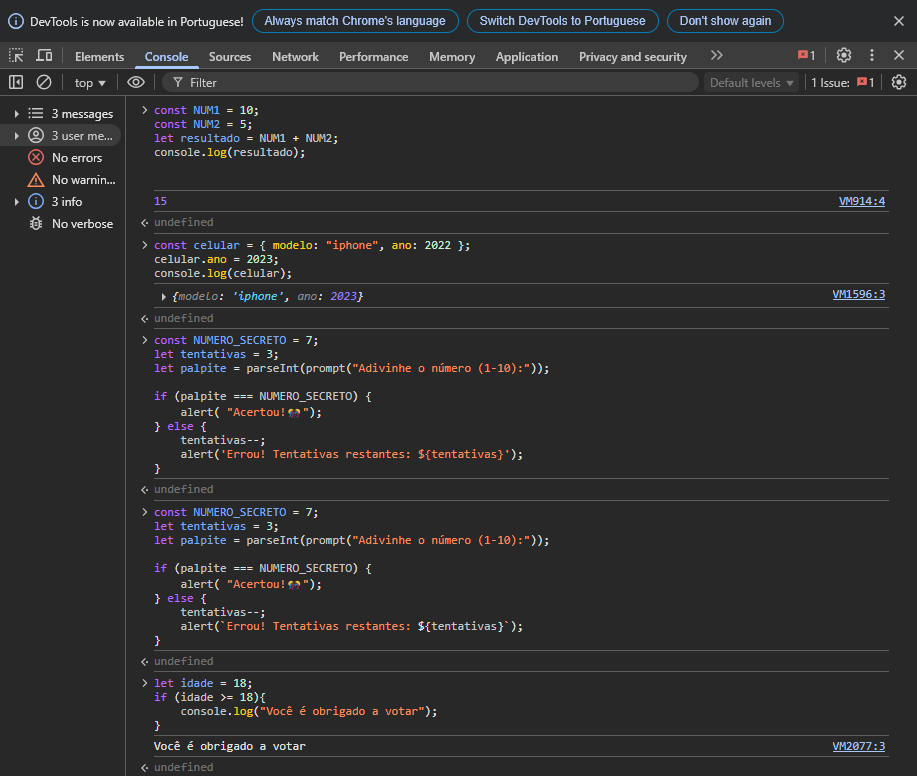 DevTools is now available in Portuguese! Always match Chrome's language Switch DevTools to Portuguese Don't show again
Elements Console Sources Network Performance Memory Application Privacy and security 1
top Filter Default levels 1 Issue: 1
3 messages
3 user me...
No errors
No warnin...
3 info
No verbose
const NUM1 = 10;
const NUM2 = 5;
let resultado = NUM1 + NUM2;
console.log(resultado);
15 VM914:4
undefined
const celular = { modelo: "iphone", ano: 2022 };
celular.ano = 2023;
console.log(celular);
{modelo: 'iphone', ano: 2023} VM1596:3
undefined
const NUMERO_SECRETO = 7;
let tentativas = 3;
let palpite = parseInt(prompt("Adivinhe o número (1-10):"));
if (palpite === NUMERO_SECRETO) {
alert( "Acertou!🎊");
} else {
tentativas--;
alert('Errou! Tentativas restantes: ${tentativas}');
}
undefined
const NUMERO_SECRETO = 7;
let tentativas = 3;
let palpite = parseInt(prompt("Adivinhe o número (1-10):"));
if (palpite === NUMERO_SECRETO) {
alert( "Acertou!🎊");
} else {
tentativas--;
alert(`Errou! Tentativas restantes: ${tentativas}`);
}
undefined
let idade = 18;
if (idade >= 18){
console.log("Você é obrigado a votar");
}
Você é obrigado a votar VM2077:3
undefined